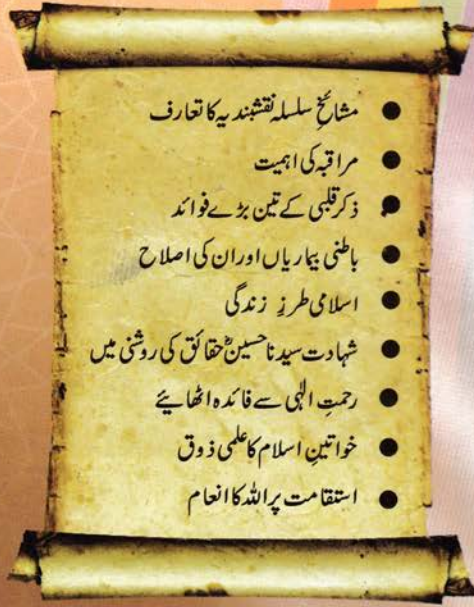 ● مشائخِ سلسلہ نقشبندیہ کا تعارف
● مراقبہ کی اہمیت
● ذکر قلبی کے تین بڑے فوائد
● باطنی بیماریاں اور ان کی اصلاح
● اسلامی طرزِ زندگی
● شہادت سیدنا حسینؓ حقائق کی روشنی میں
● رحمتِ الٰہی سے فائدہ اٹھائیے
● خواتینِ اسلام کا علمی ذوق
● استقامت پر اللہ کا انعام